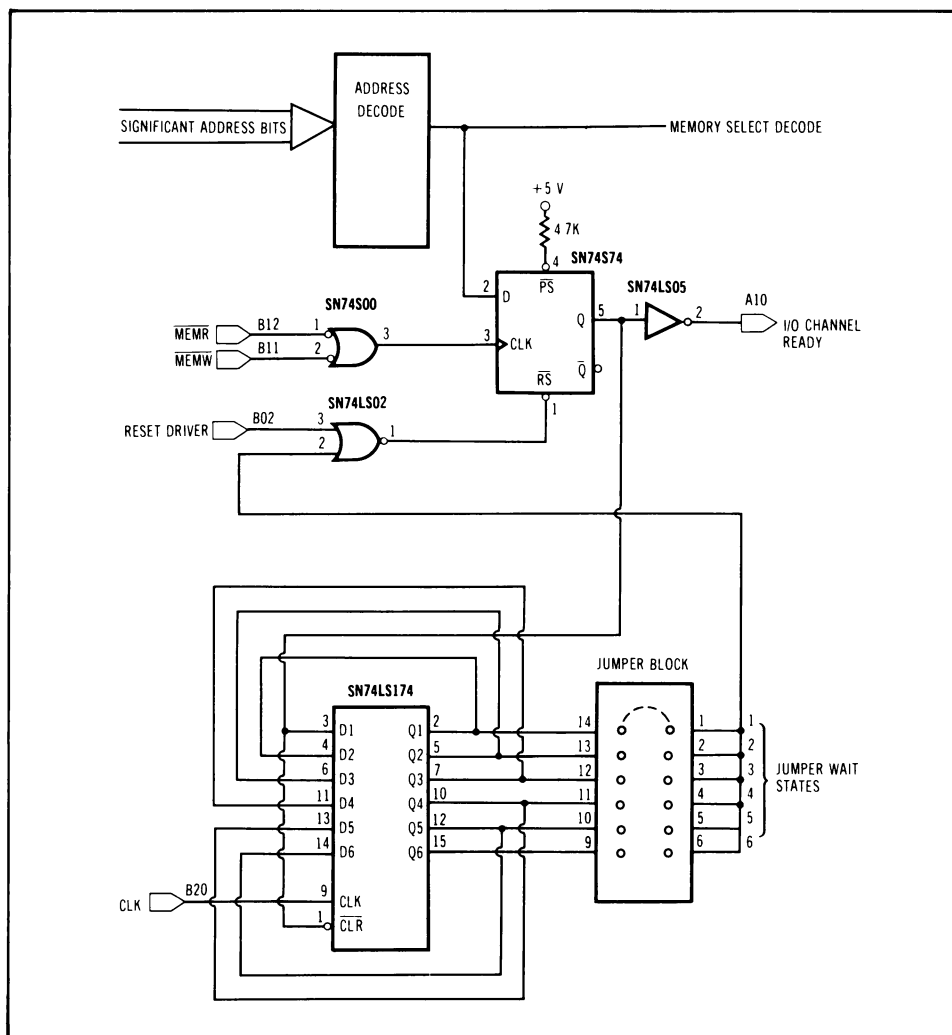 ADDRESS
DECODE
SIGNIFICANT ADDRESS BITS
MEMORY SELECT DECODE
+5 V
4 7K
SN74S74
4
PS
2
D
Q
5
SN74LS05
1
2
A10
I/O CHANNEL
READY
SN74S00
MEMR
B12
1
MEMW
B11
2
3
3
CLK
Q
RS
1
SN74LS02
RESET DRIVER
B02
3
2
1
JUMPER BLOCK
SN74LS174
3 D1 Q1 2
4 D2 Q2 5
6 D3 Q3 7
11 D4 Q4 10
13 D5 Q5 12
14 D6 Q6 15
CLK
B20
9 CLK
1 CLR
14 1 1
13 2 2
12 3 3
11 4 4
10 5 5
9 6 6
JUMPER WAIT
STATES